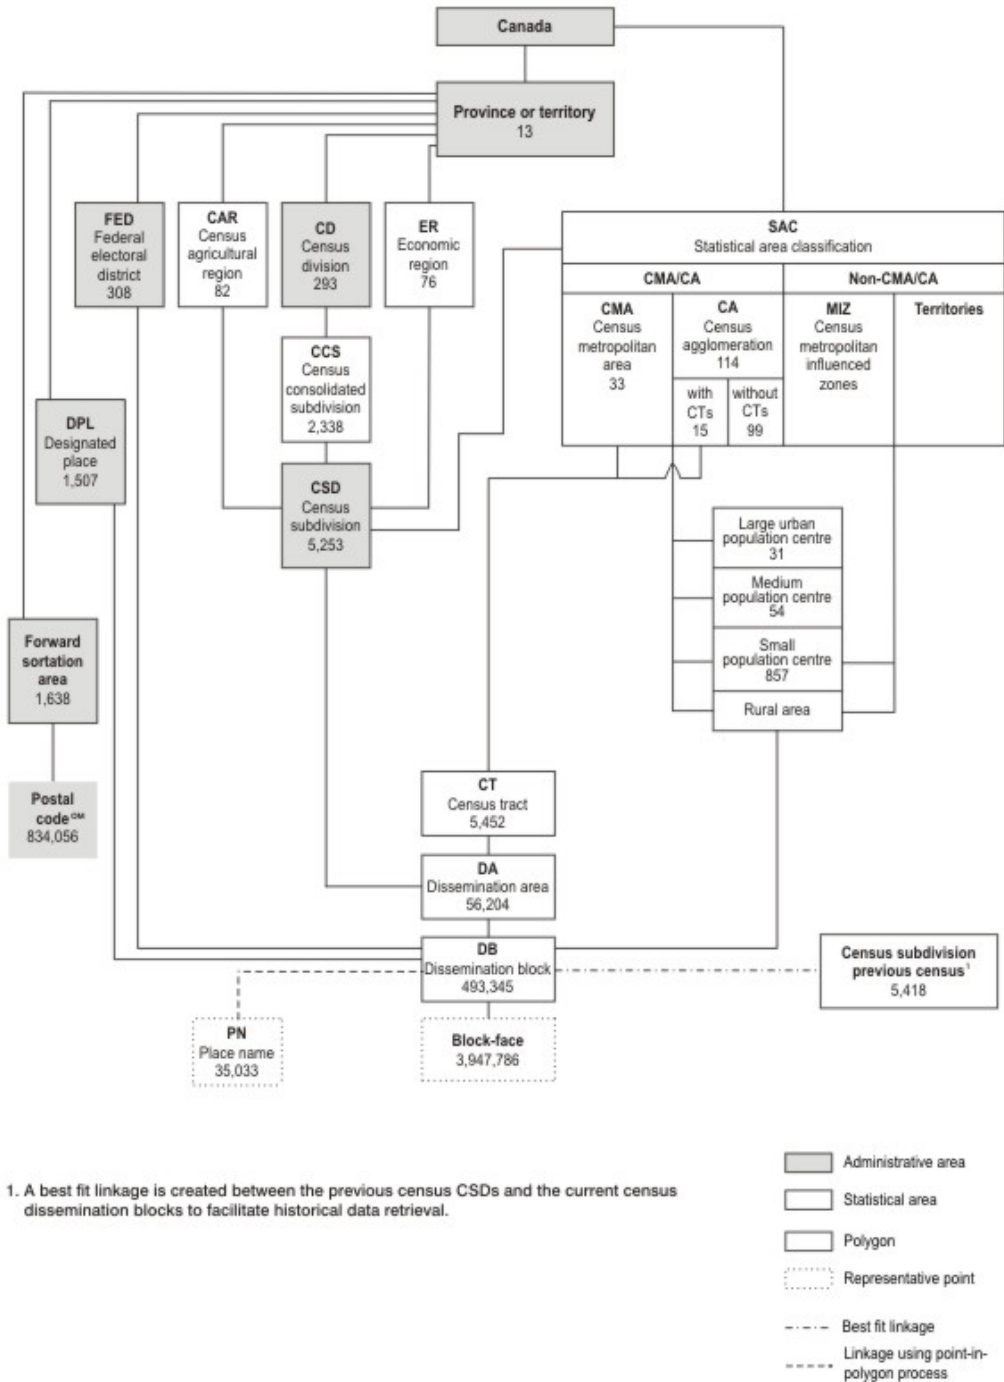 Canada
Province or territory
13
FED
Federal
electoral
district
308
CAR
Census
agricultural
region
82
CD
Census
division
293
ER
Economic
region
76
SAC
Statistical area classification
CMA/CA
Non-CMA/CA
CMA
Census
metropolitan
area
33
CA
Census
agglomeration
114
with
CTs
15
without
CTs
99
MIZ
Census
metropolitan
influenced
zones
Territories
CCS
Census
consolidated
subdivision
2,338
DPL
Designated
place
1,507
CSD
Census
subdivision
5,253
Large urban
population centre
31
Medium
population centre
54
Small
population centre
857
Rural area
Forward
sortation
area
1,638
Postal
code OM
834,056
CT
Census tract
5,452
DA
Dissemination area
56,204
DB
Dissemination block
493,345
Census subdivision
previous census¹
5,418
PN
Place name
35,033
Block-face
3,947,786
1. A best fit linkage is created between the previous census CSDs and the current census
dissemination blocks to facilitate historical data retrieval.
Administrative area
Statistical area
Polygon
Representative point
Best fit linkage
Linkage using point-in-
polygon process